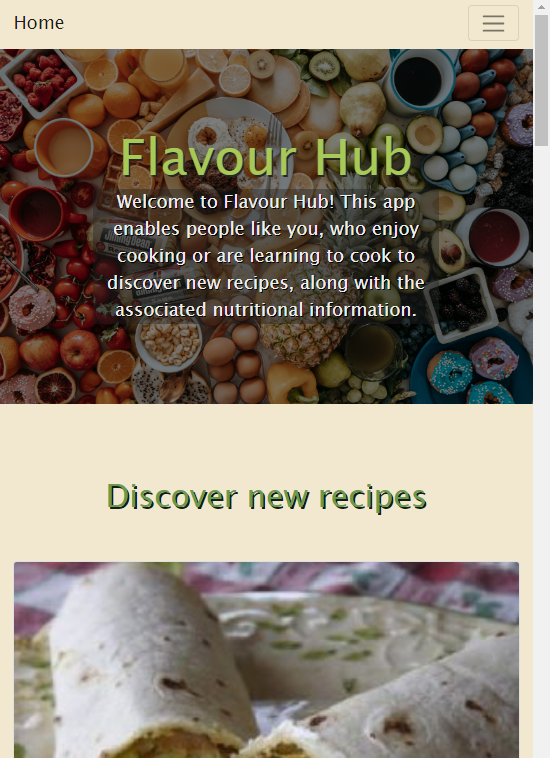 Home
Flavour Hub
Welcome to Flavour Hub! This app
enables people like you, who enjoy
cooking or are learning to cook to
discover new recipes, along with the
associated nutritional information.
Discover new recipes